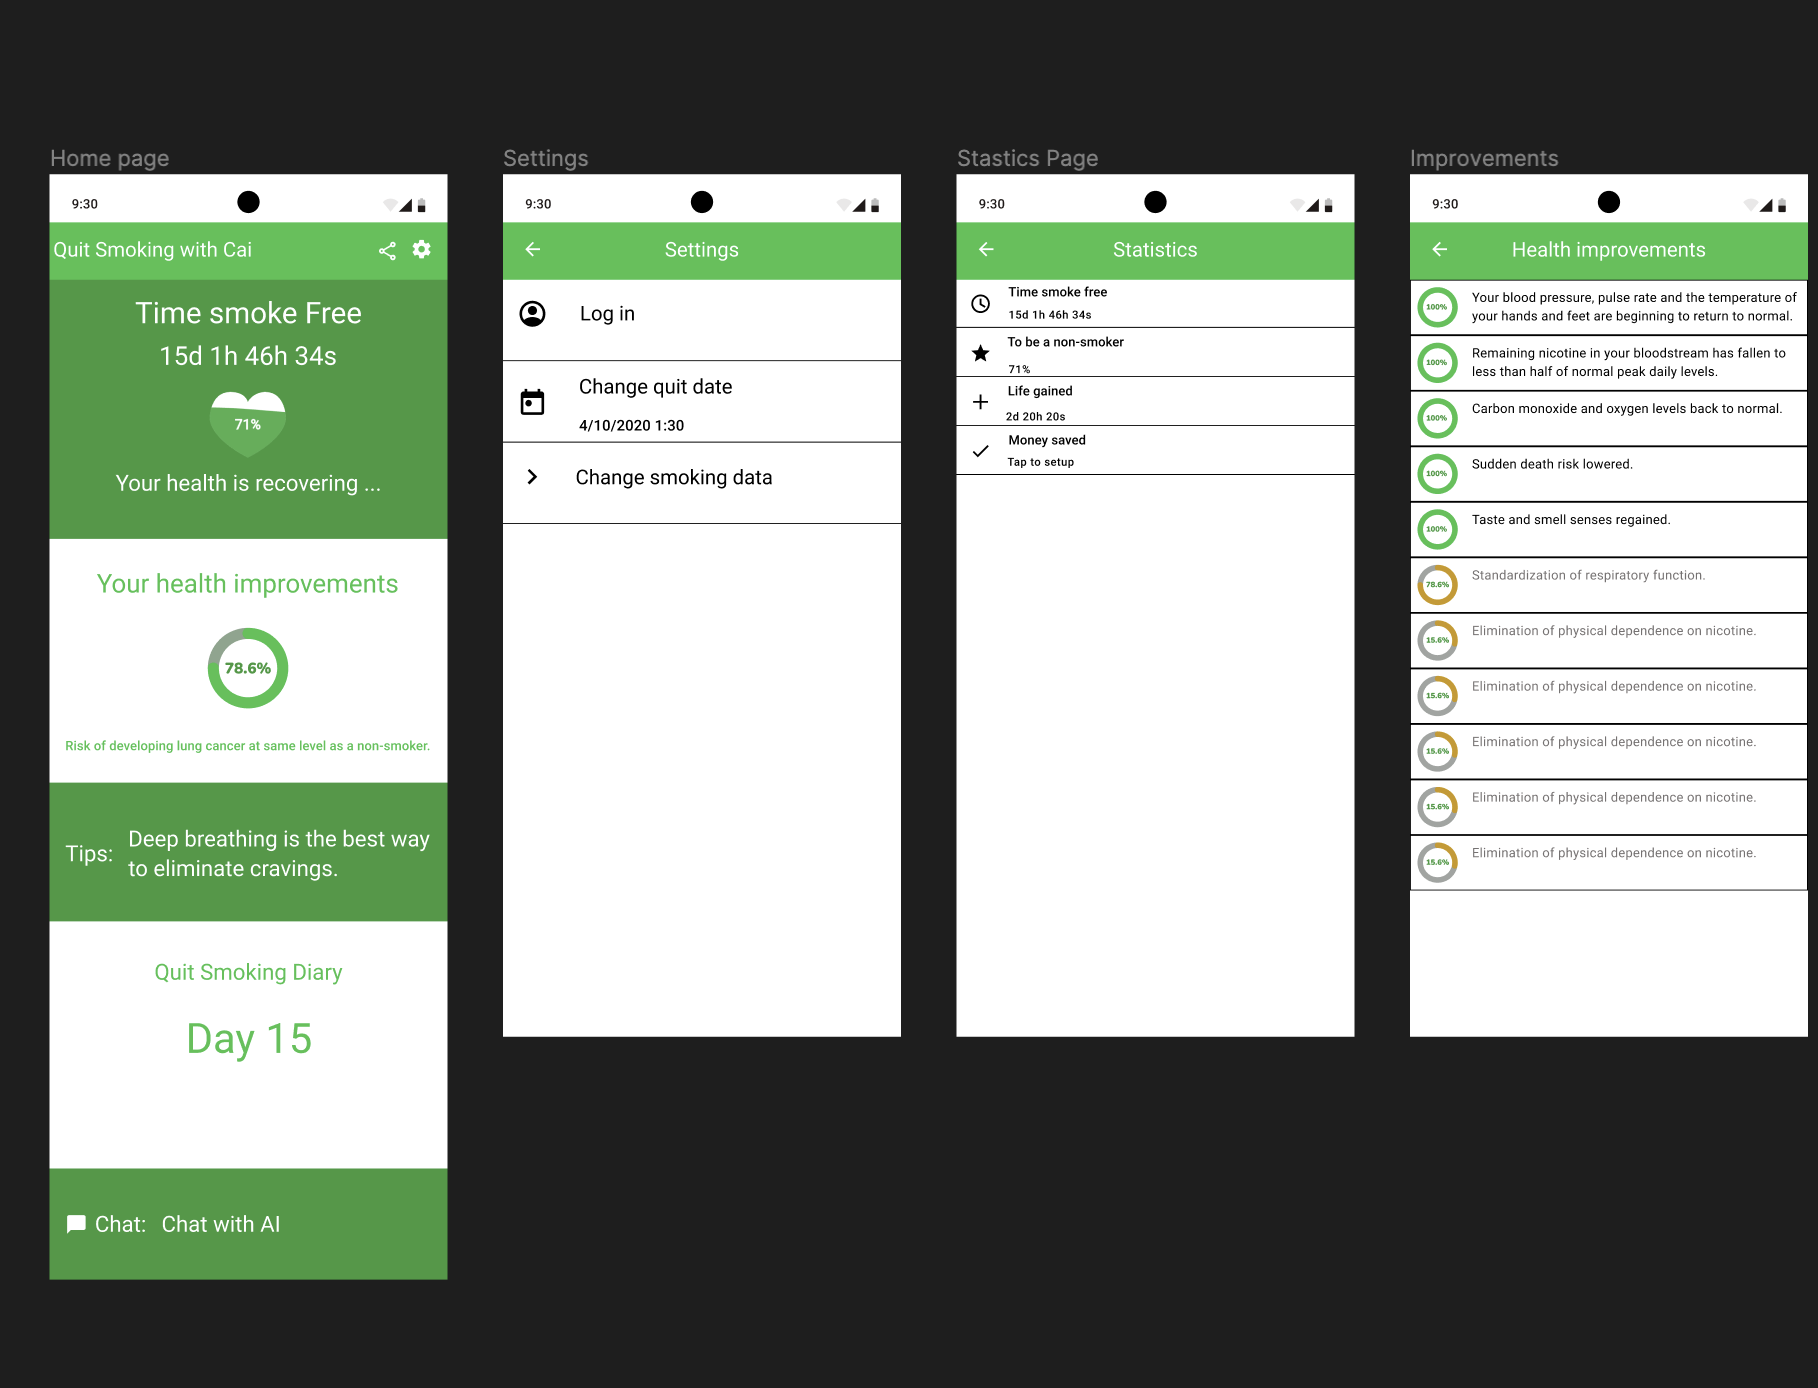 Home page
9:30
Quit Smoking with Cai
Time smoke Free
15d 1h 46h 34s
71%
Your health is recovering ...
Your health improvements
78.6%
Risk of developing lung cancer at same level as a non-smoker.
Tips:
Deep breathing is the best way
to eliminate cravings.
Quit Smoking Diary
Day 15
Chat: Chat with AI
Settings
9:30
Settings
Log in
Change quit date
4/10/2020 1:30
Change smoking data
Stastics Page
9:30
Statistics
Time smoke free
15d 1h 46h 34s
To be a non-smoker
71%
Life gained
2d 20h 20s
Money saved
Tap to setup
Improvements
9:30
Health improvements
100%
Your blood pressure, pulse rate and the temperature of
your hands and feet are beginning to return to normal.
100%
Remaining nicotine in your bloodstream has fallen to
less than half of normal peak daily levels.
100%
Carbon monoxide and oxygen levels back to normal.
100%
Sudden death risk lowered.
100%
Taste and smell senses regained.
78.6%
Standardization of respiratory function.
15.6%
Elimination of physical dependence on nicotine.
15.6%
Elimination of physical dependence on nicotine.
15.6%
Elimination of physical dependence on nicotine.
15.6%
Elimination of physical dependence on nicotine.
15.6%
Elimination of physical dependence on nicotine.